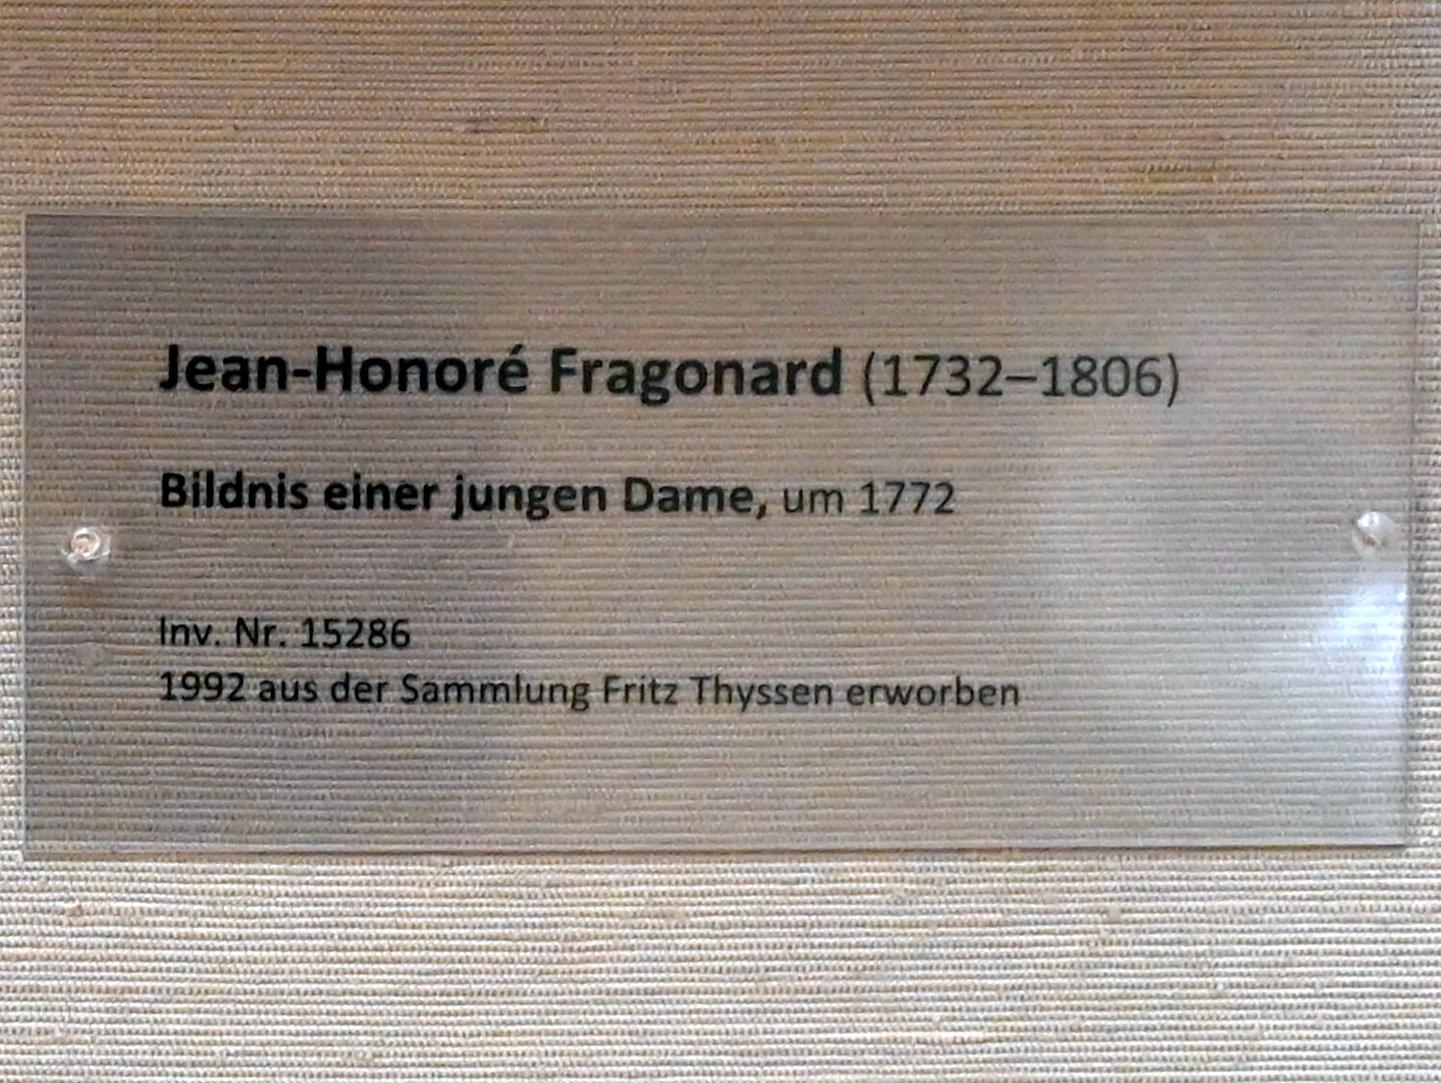 Jean-Honoré Fragonard (1732–1806)
Bildnis einer jungen Dame, um 1772
Inv. Nr. 15286
1992 aus der Sammlung Fritz Thyssen erworben